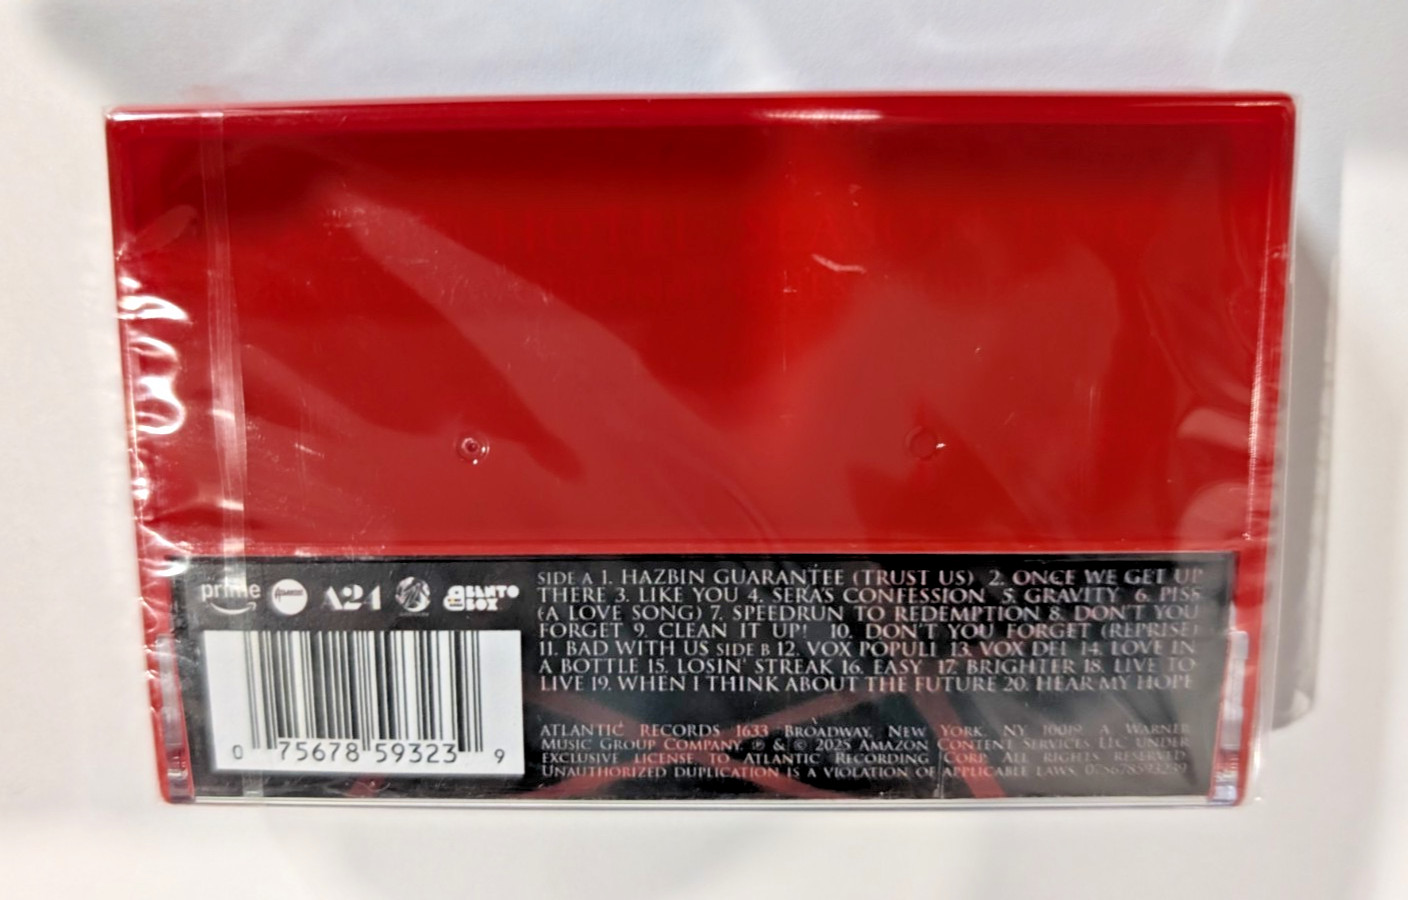 prime
Atlantic
A24
BENTO
BOX
SIDE A 1. HAZBIN GUARANTEE (TRUST US) 2. ONCE WE GET UP
THERE 3. LIKE YOU 4. SERA'S CONFESSION 5. GRAVITY 6. PISS
(A LOVE SONG) 7. SPEEDRUN TO REDEMPTION 8. DON'T YOU
FORGET 9. CLEAN IT UP! 10. DON'T YOU FORGET (REPRISE)
11. BAD WITH US SIDE B 12. VOX POPULI 13. VOX DEI 14. LOVE IN
A BOTTLE 15. LOSIN' STREAK 16. EASY 17. BRIGHTER 18. LIVE TO
LIVE 19. WHEN I THINK ABOUT THE FUTURE 20. HEAR MY HOPE
ATLANTIC RECORDS 1633 BROADWAY, NEW YORK, NY 10019. A WARNER
MUSIC GROUP COMPANY. ℗ & © 2025 AMAZON CONTENT SERVICES LLC UNDER
EXCLUSIVE LICENSE TO ATLANTIC RECORDING CORP. ALL RIGHTS RESERVED.
UNAUTHORIZED DUPLICATION IS A VIOLATION OF APPLICABLE LAWS. 075678593239
0 75678 59323 9